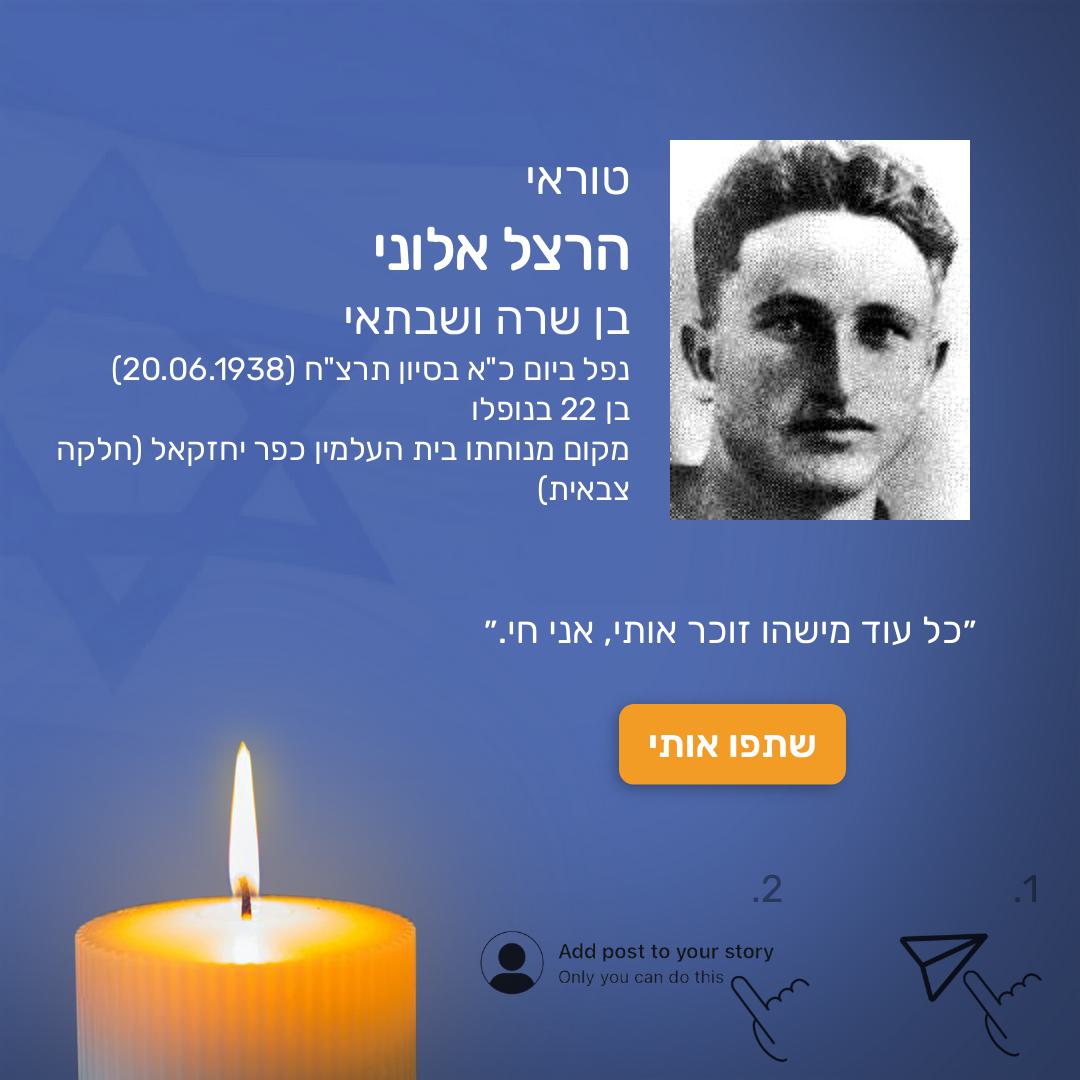 טוראי
הרצל אלוני
בן שרה ושבתאי
נפל ביום כ"א בסיון תרצ"ח (20.06.1938)
בן 22 בנופלו
מקום מנוחתו בית העלמין כפר יחזקאל (חלקה
צבאית)
״כל עוד מישהו זוכר אותי, אני חי.״
שתפו אותי
1.
2.
Add post to your story
Only you can do this